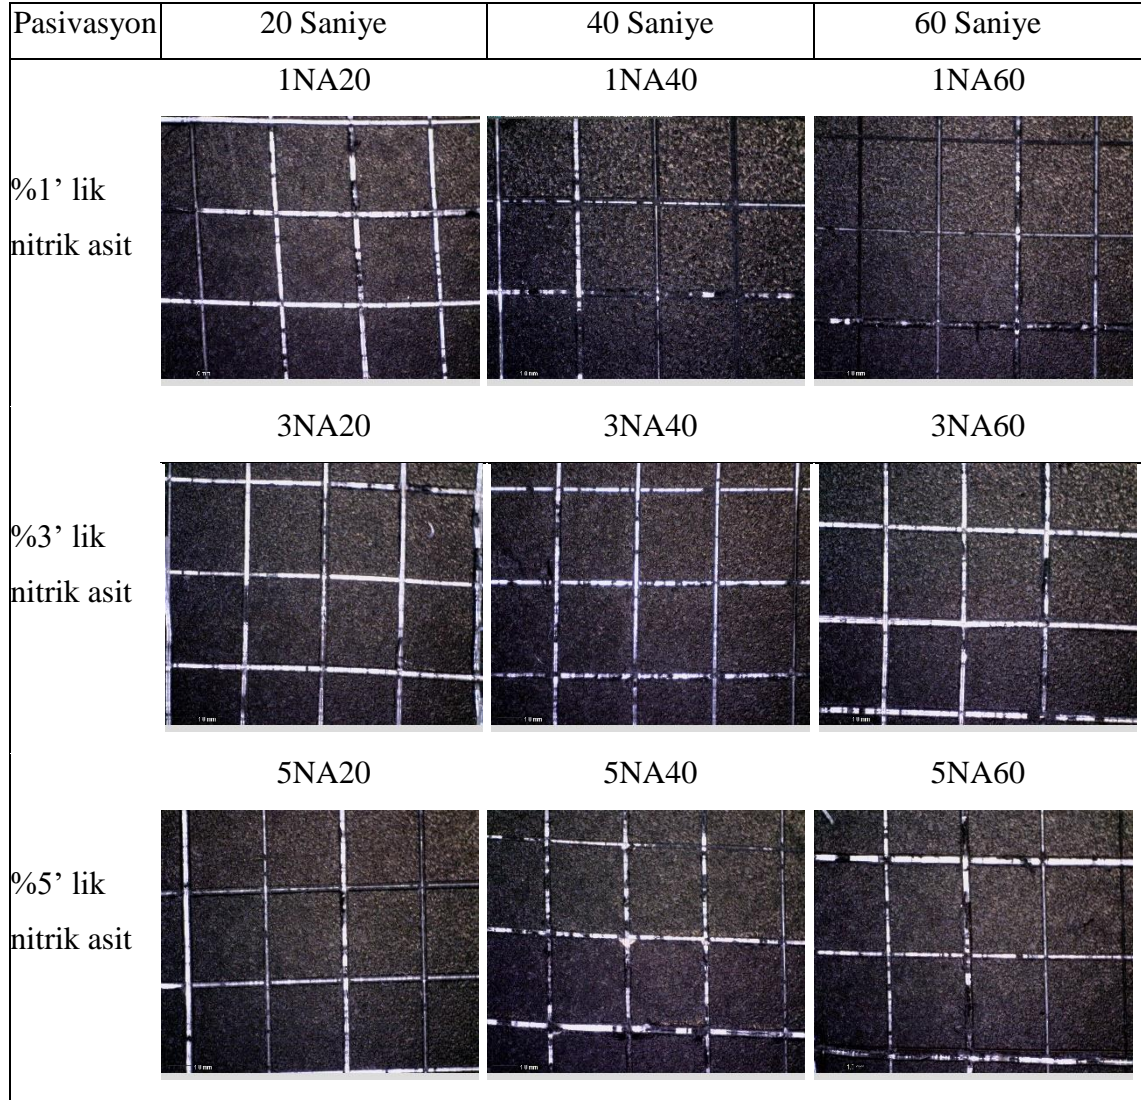 Pasivasyon 20 Saniye 40 Saniye 60 Saniye
1NA20 1NA40 1NA60
%1’ lik
nitrik asit
3NA20 3NA40 3NA60
%3’ lik
nitrik asit
5NA20 5NA40 5NA60
%5’ lik
nitrik asit